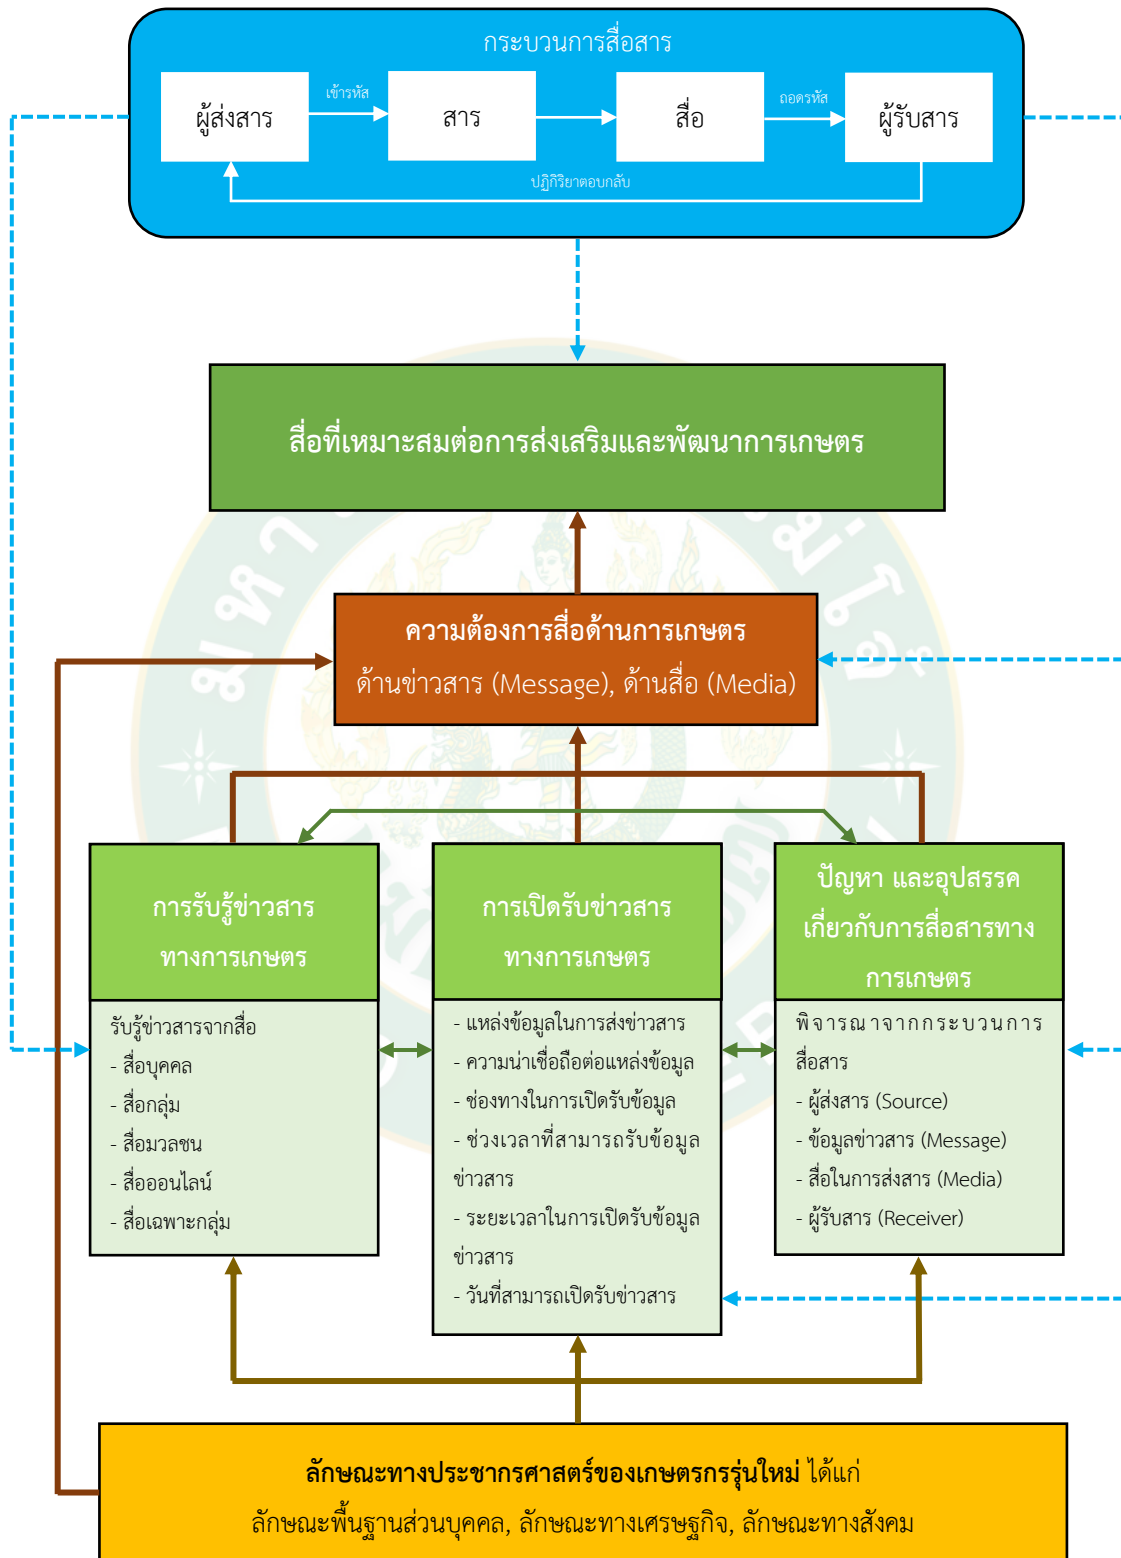 กระบวนการสื่อสาร
ผู้ส่งสาร
เข้ารหัส
สาร
สื่อ
ถอดรหัส
ผู้รับสาร
ปฏิกิริยาตอบกลับ
สื่อที่เหมาะสมต่อการส่งเสริมและพัฒนาการเกษตร
ความต้องการสื่อด้านการเกษตร
ด้านข่าวสาร (Message), ด้านสื่อ (Media)
การรับรู้ข่าวสาร
ทางการเกษตร
รับรู้ข่าวสารจากสื่อ
- สื่อบุคคล
- สื่อกลุ่ม
- สื่อมวลชน
- สื่อออนไลน์
- สื่อเฉพาะกลุ่ม
การเปิดรับข่าวสาร
ทางการเกษตร
- แหล่งข้อมูลในการส่งข่าวสาร
- ความน่าเชื่อถือต่อแหล่งข้อมูล
- ช่องทางในการเปิดรับข้อมูล
- ช่วงเวลาที่สามารถรับข้อมูล
ข่าวสาร
- ระยะเวลาในการเปิดรับข้อมูล
ข่าวสาร
- วันที่สามารถเปิดรับข่าวสาร
ปัญหา และอุปสรรค
เกี่ยวกับการสื่อสารทาง
การเกษตร
พิจารณาจากกระบวนการ
สื่อสาร
- ผู้ส่งสาร (Source)
- ข้อมูลข่าวสาร (Message)
- สื่อในการส่งสาร (Media)
- ผู้รับสาร (Receiver)
ลักษณะทางประชากรศาสตร์ของเกษตรกรรุ่นใหม่ ได้แก่
ลักษณะพื้นฐานส่วนบุคคล, ลักษณะทางเศรษฐกิจ, ลักษณะทางสังคม